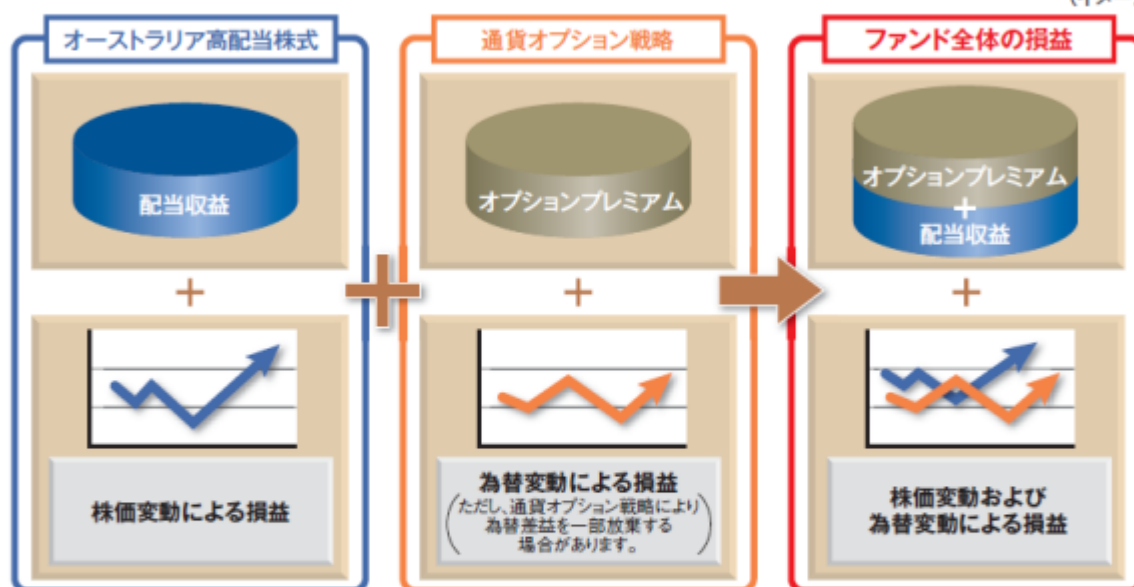 オーストラリア高配当株式
配当収益
+
株価変動による損益
+
通貨オプション戦略
オプションプレミアム
+
為替変動による損益
(ただし、通貨オプション戦略により
為替差益を一部放棄する
場合があります。)
ファンド全体の損益
オプションプレミアム
+
配当収益
+
株価変動および
為替変動による損益